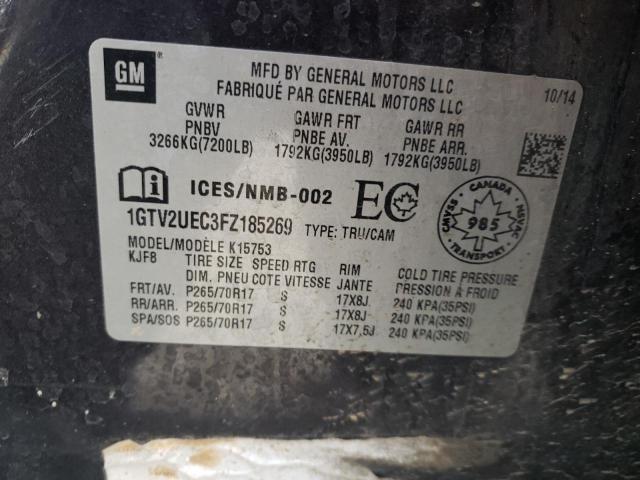 GM
MFD BY GENERAL MOTORS LLC
FABRIQUÉ PAR GENERAL MOTORS LLC
10/14
GVWR GAWR FRT GAWR RR
PNBV PNBE AV. PNBE ARR.
3266KG(7200LB) 1792KG(3950LB) 1792KG(3950LB)
ICES/NMB-002 EC
CANADA
CMVSS 985 NSVAC
TRANSPORT
1GTV2UEC3FZ185269 TYPE: TRU/CAM
MODEL/MODÈLE K15753
KJF8 TIRE SIZE SPEED RTG RIM COLD TIRE PRESSURE
DIM. PNEU COTE VITESSE JANTE PRESSION À FROID
FRT/AV. P265/70R17 S 17X8J 240 KPA(35PSI)
RR/ARR. P265/70R17 S 17X8J 240 KPA(35PSI)
SPA/SOS P265/70R17 S 17X7.5J 240 KPA(35PSI)